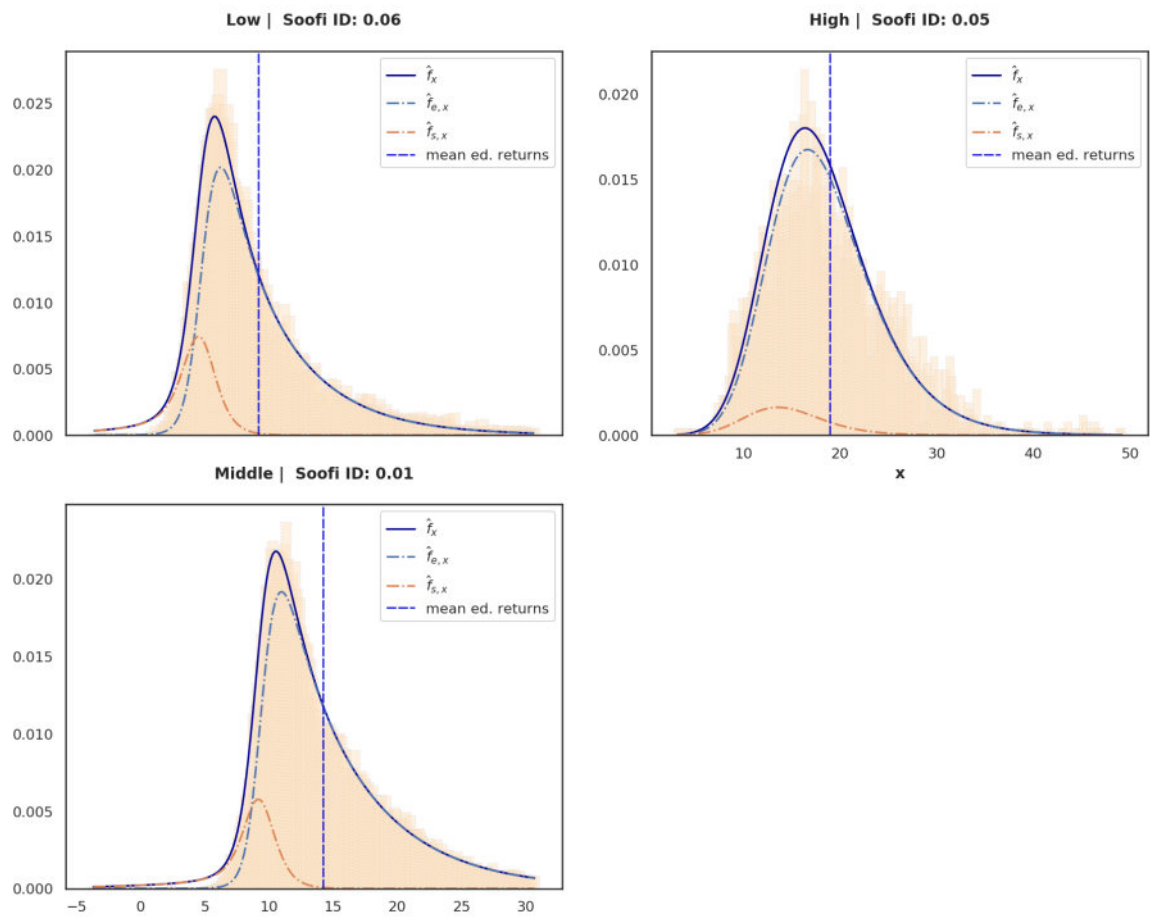 Low | Soofi ID: 0.06
0.025
0.020
0.015
0.010
0.005
0.000
f̂x
f̂e, x
f̂s, x
mean ed. returns
High | Soofi ID: 0.05
0.020
0.015
0.010
0.005
0.000
f̂x
f̂e, x
f̂s, x
mean ed. returns
10 20 30 40 50
x
Middle | Soofi ID: 0.01
0.020
0.015
0.010
0.005
0.000
f̂x
f̂e, x
f̂s, x
mean ed. returns
−5 0 5 10 15 20 25 30